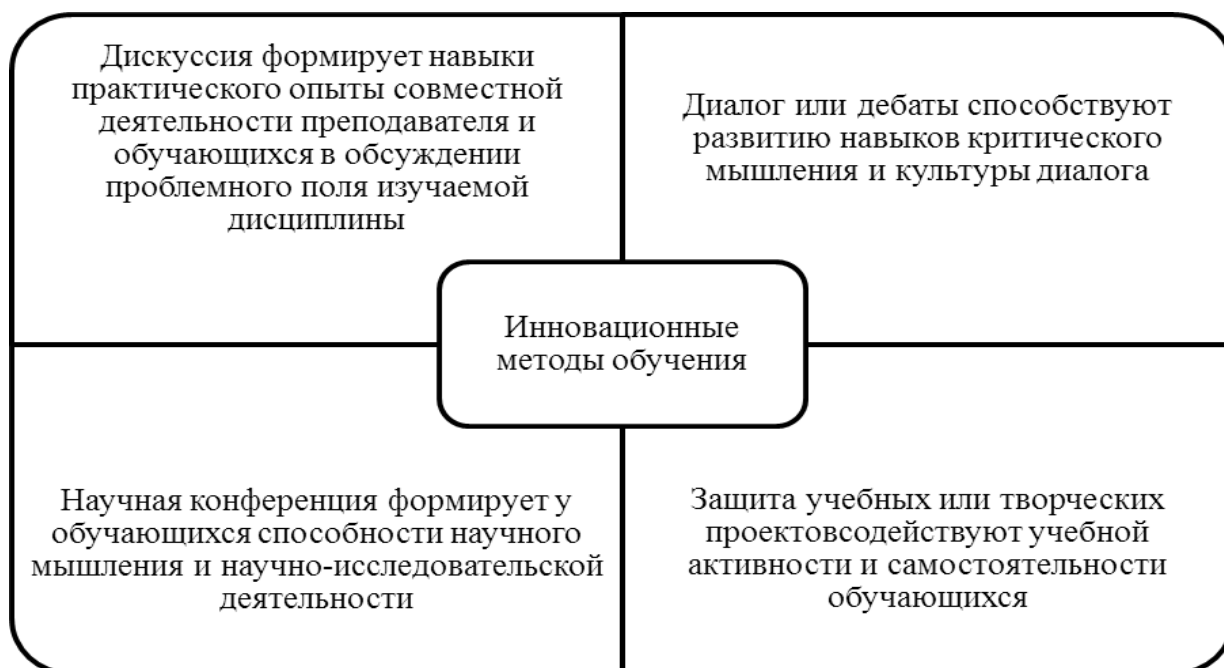 Дискуссия формирует навыки
практического опыты совместной
деятельности преподавателя и
обучающихся в обсуждении
проблемного поля изучаемой
дисциплины
Диалог или дебаты способствуют
развитию навыков критического
мышления и культуры диалога
Инновационные
методы обучения
Научная конференция формирует у
обучающихся способности научного
мышления и научно-исследовательской
деятельности
Защита учебных или творческих
проектовсодействуют учебной
активности и самостоятельности
обучающихся